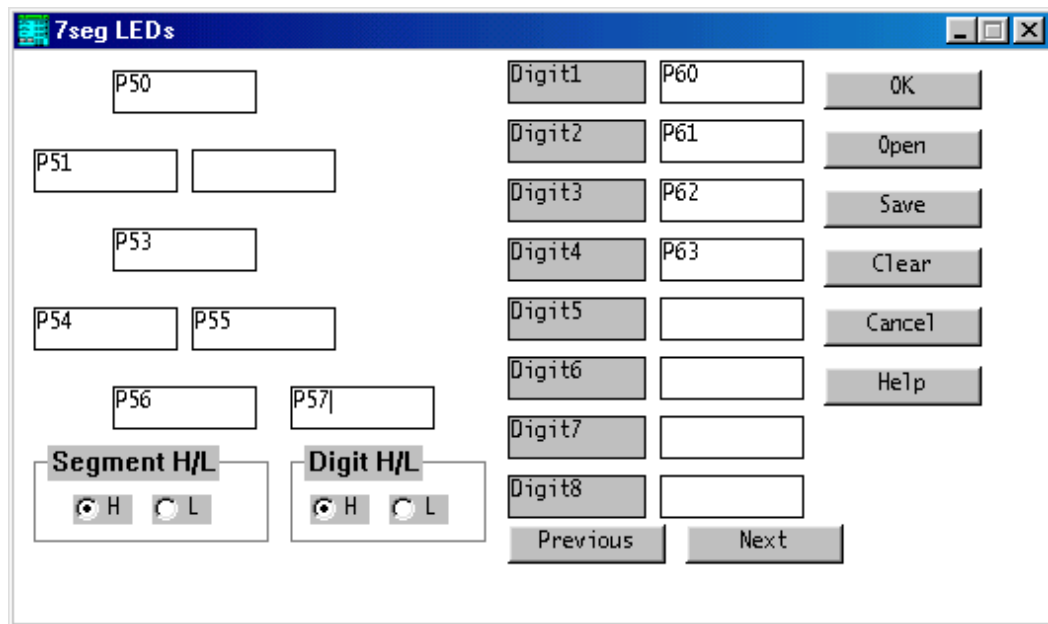 7seg LEDs
P50
P51
P53
P54 P55
P56 P57
Segment H/L
H L
Digit H/L
H L
Digit1 P60
Digit2 P61
Digit3 P62
Digit4 P63
Digit5
Digit6
Digit7
Digit8
Previous Next
OK
Open
Save
Clear
Cancel
Help